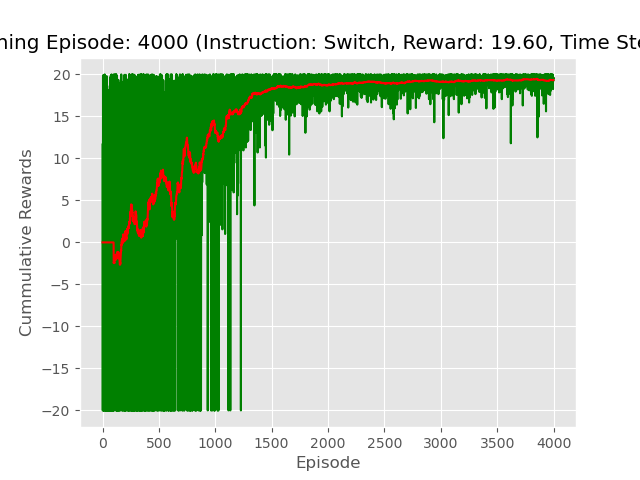 ning Episode: 4000 (Instruction: Switch, Reward: 19.60, Time Ste
20
15
10
5
0
−5
−10
−15
−20
Cummulative Rewards
0 500 1000 1500 2000 2500 3000 3500 4000
Episode